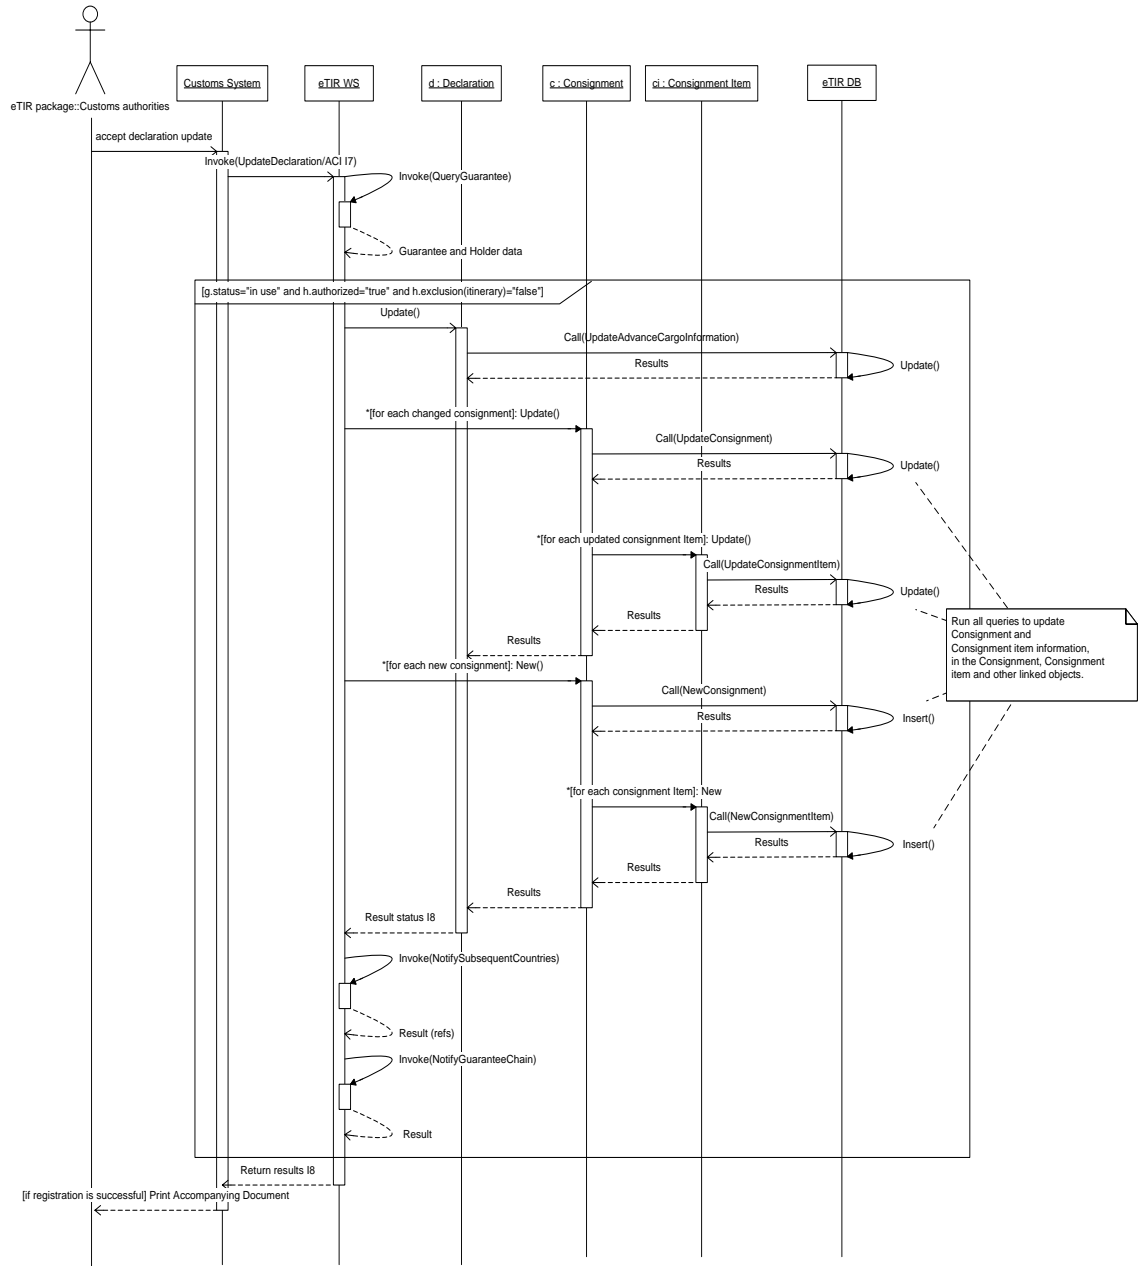 Customs System
eTIR WS
d : Declaration
c : Consignment
ci : Consignment Item
eTIR DB
eTIR package::Customs authorities
accept declaration update
Invoke(UpdateDeclaration/ACI I7)
Invoke(QueryGuarantee)
Guarantee and Holder data
[g.status="in use" and h.authorized="true" and h.exclusion(itinerary)="false"]
Update()
Call(UpdateAdvanceCargoInformation)
Results
Update()
*[for each changed consignment]: Update()
Call(UpdateConsignment)
Results
Update()
*[for each updated consignment Item]: Update()
Call(UpdateConsignmentItem)
Results
Update()
Results
Run all queries to update
Consignment and
Consignment item information,
in the Consignment, Consignment
item and other linked objects.
Results
*[for each new consignment]: New()
Call(NewConsignment)
Results
Insert()
*[for each consignment Item]: New
Call(NewConsignmentItem)
Results
Insert()
Results
Results
Result status I8
Invoke(NotifySubsequentCountries)
Result (refs)
Invoke(NotifyGuaranteeChain)
Result
Return results I8
[if registration is successful] Print Accompanying Document